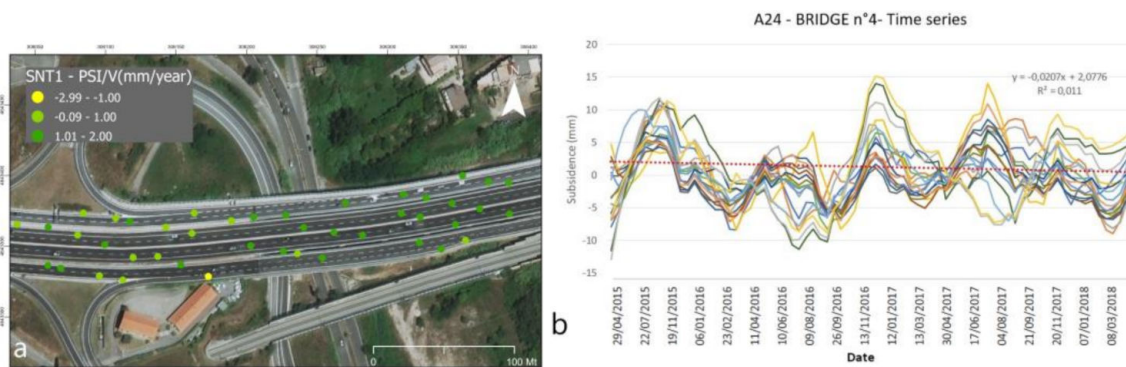 SNT1 - PSI/V(mm/year)
-2.99 - -1.00
-0.09 - 1.00
1.01 - 2.00
0
100 Mt
a
b
A24 - BRIDGE n°4- Time series
y = -0,0207x + 2,0776
R² = 0,011
Subsidence (mm)
20
15
10
5
0
-5
-10
-15
29/04/2015
22/07/2015
19/11/2015
06/01/2016
23/02/2016
11/04/2016
10/06/2016
26/09/2016
13/11/2016
12/01/2017
13/03/2017
30/04/2017
17/06/2017
04/08/2017
21/09/2017
20/11/2017
07/01/2018
08/03/2018
Date